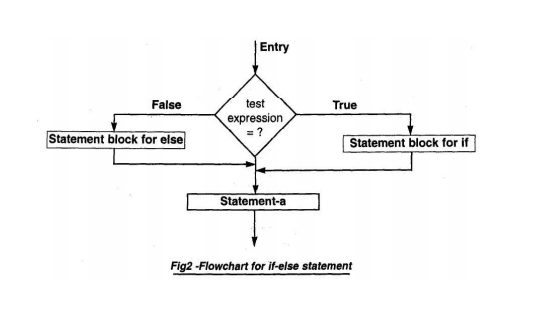 Entry
False
test
True
expression
= ?
Statement block for else
Statement block for if
Statement-a
Fig2 -Flowchart for if-else statement